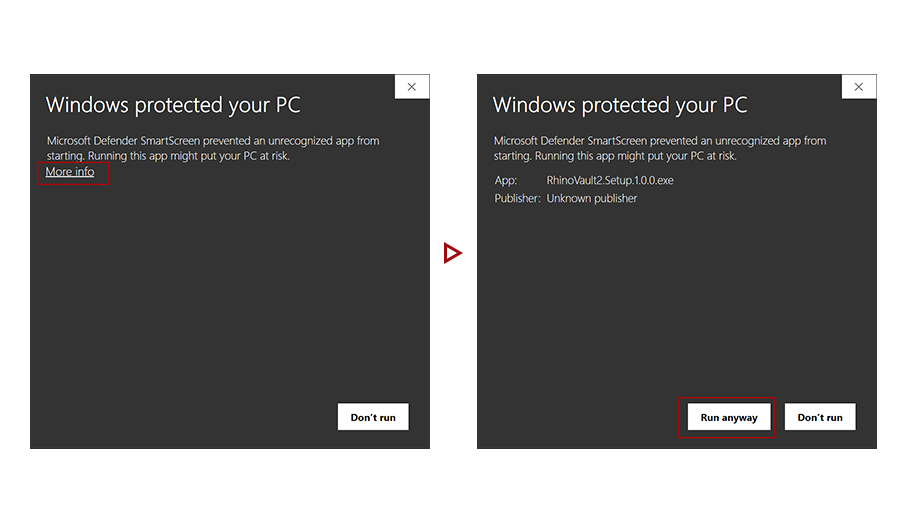 Windows protected your PC
Microsoft Defender SmartScreen prevented an unrecognized app from
starting. Running this app might put your PC at risk.
More info
Don't run
Windows protected your PC
Microsoft Defender SmartScreen prevented an unrecognized app from
starting. Running this app might put your PC at risk.
App: RhinoVault2.Setup.1.0.0.exe
Publisher: Unknown publisher
Run anyway Don't run